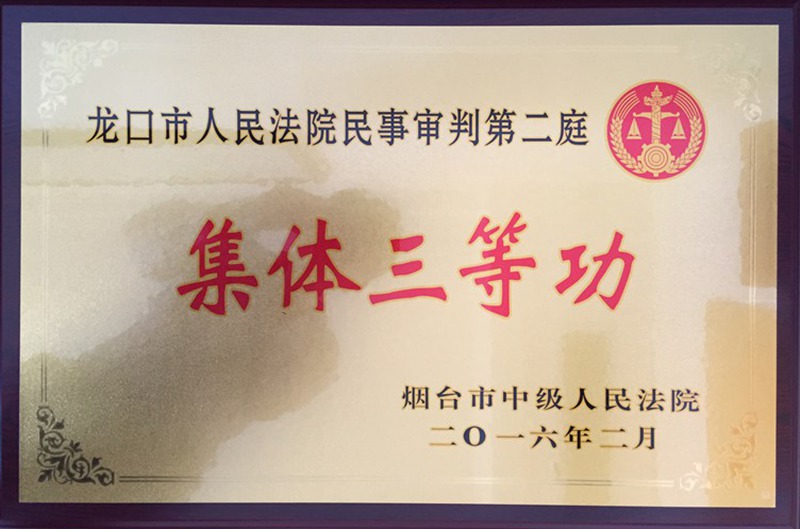 龙口市人民法院民事审判第二庭
集体三等功
烟台市中级人民法院
二〇一六年二月